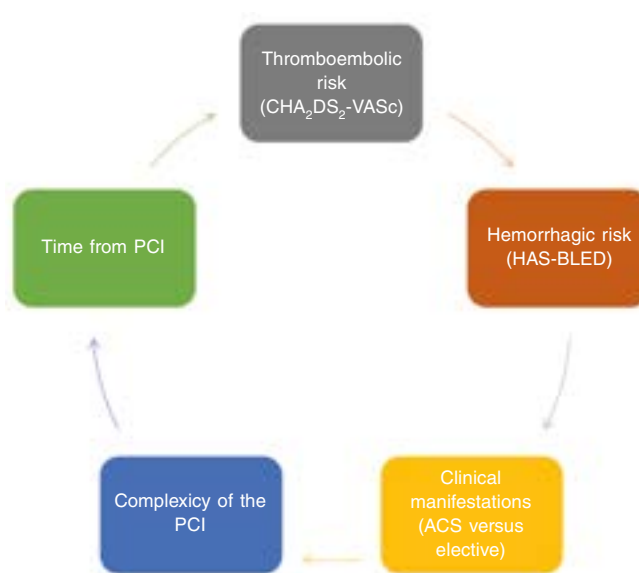 Thromboembolic
risk
(CHA₂DS₂-VASc)
Hemorrhagic risk
(HAS-BLED)
Clinical
manifestations
(ACS versus
elective)
Complexicy of the
PCI
Time from PCI